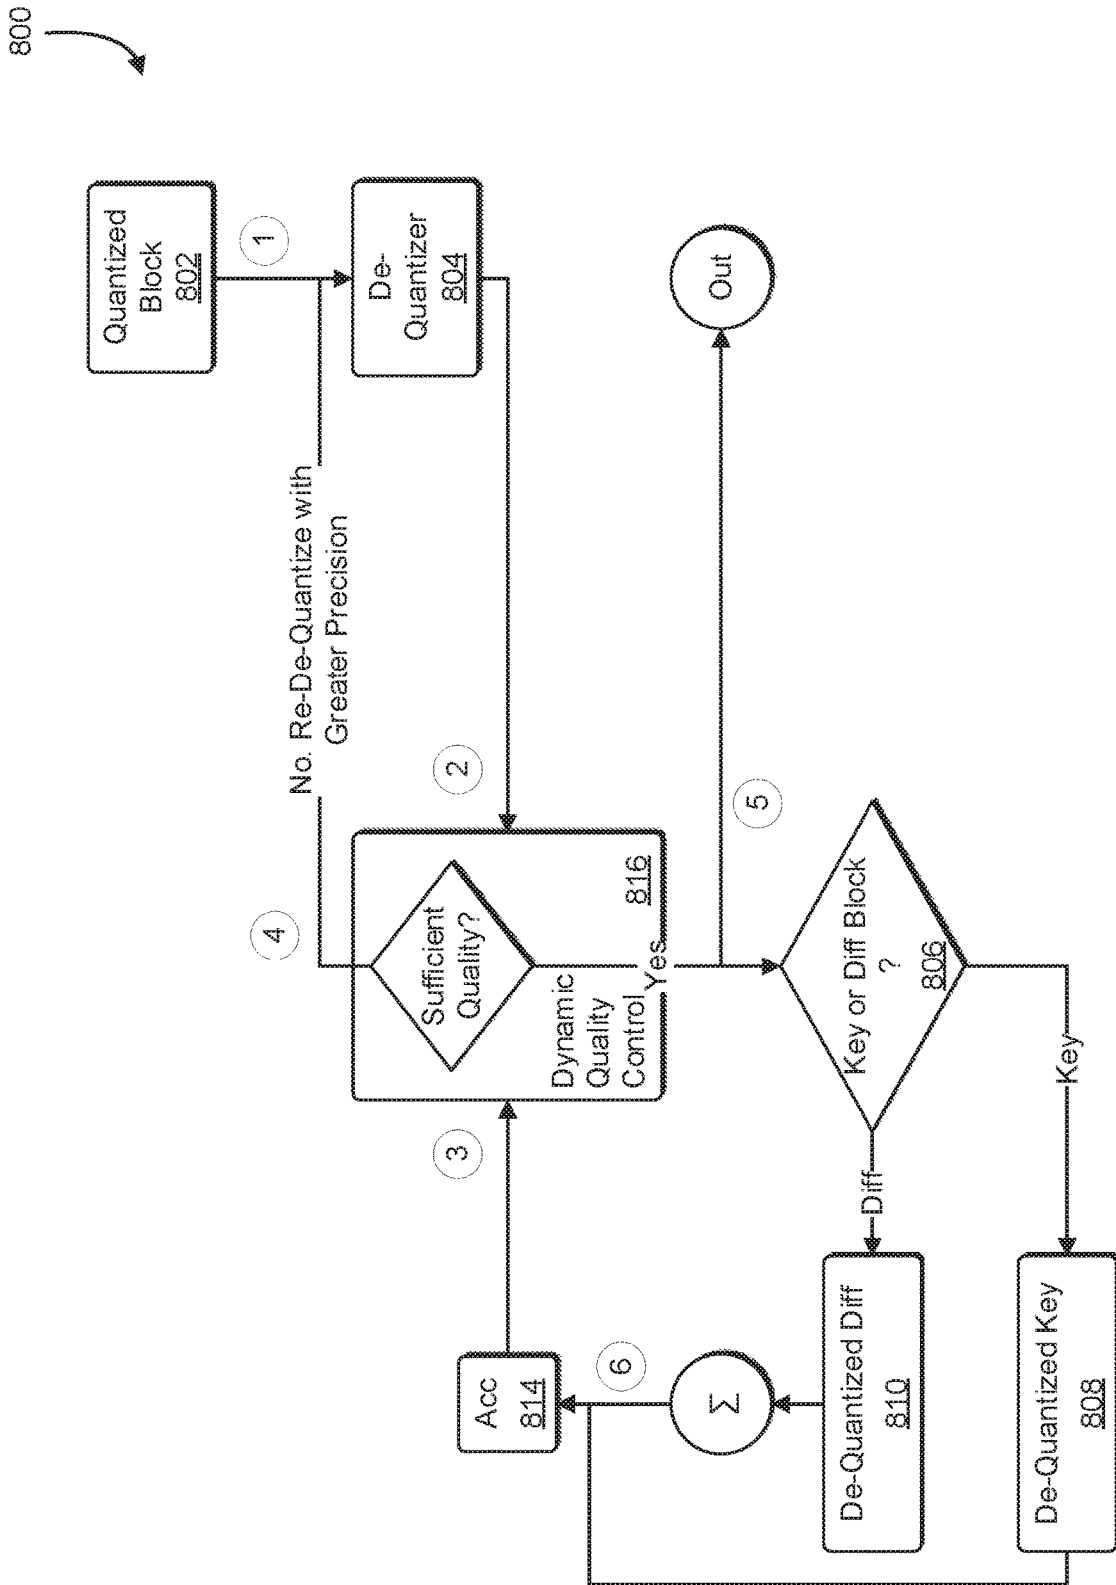 800
Quantized
Block
802
1
De-
Quantizer
804
No. Re-De-Quantize with
Greater Precision
2
4
Sufficient
Quality?
816
Dynamic
Quality
Control
Yes
3
5
Out
Key or Diff Block
?
806
Diff
Key
Acc
814
6
Σ
De-Quantized Diff
810
De-Quantized Key
808